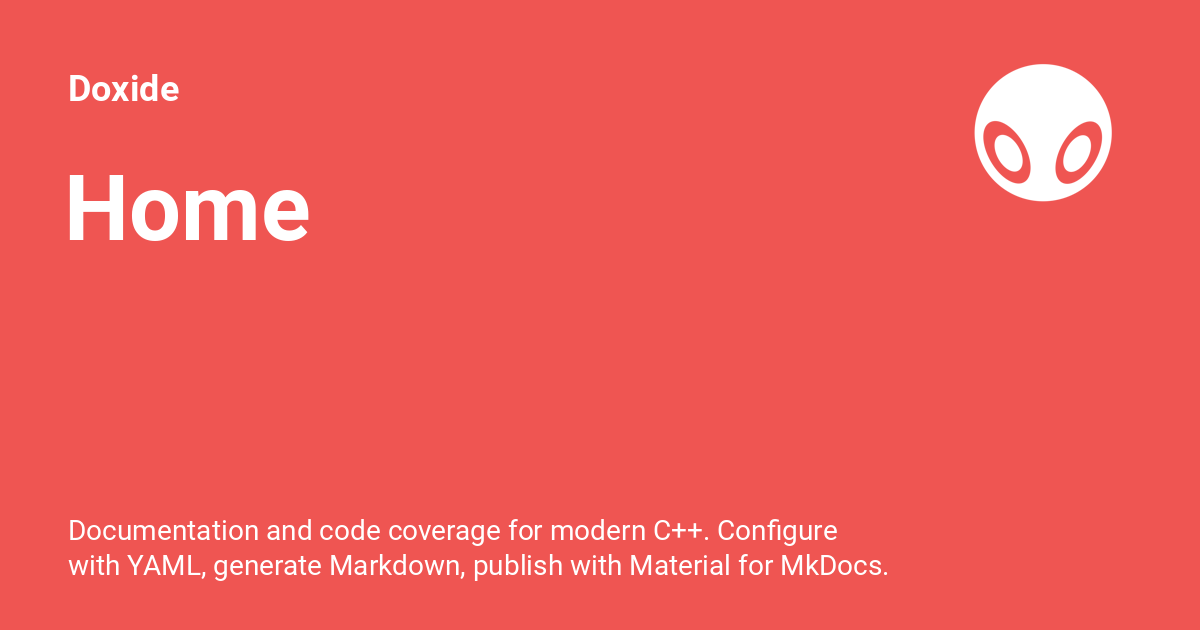 Doxide
Home
Documentation and code coverage for modern C++. Configure
with YAML, generate Markdown, publish with Material for MkDocs.